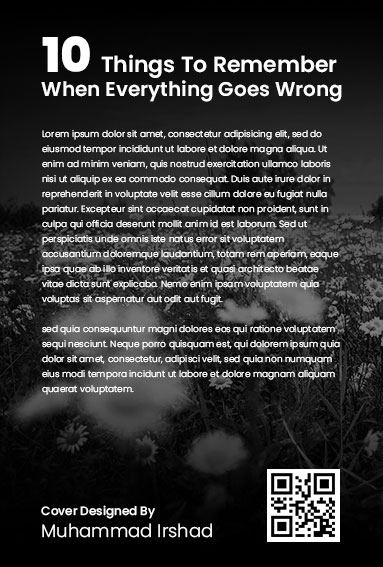 10 Things To Remember
When Everything Goes Wrong
Lorem ipsum dolor sit amet, consectetur adipisicing elit, sed do
eiusmod tempor incididunt ut labore et dolore magna aliqua. Ut
enim ad minim veniam, quis nostrud exercitation ullamco laboris
nisi ut aliquip ex ea commodo consequat. Duis aute irure dolor in
reprehenderit in voluptate velit esse cillum dolore eu fugiat nulla
pariatur. Excepteur sint occaecat cupidatat non proident, sunt in
culpa qui officia deserunt mollit anim id est laborum. Sed ut
perspiciatis unde omnis iste natus error sit voluptatem
accusantium doloremque laudantium, totam rem aperiam, eaque
ipsa quae ab illo inventore veritatis et quasi architecto beatae
vitae dicta sunt explicabo. Nemo enim ipsam voluptatem quia
voluptas sit aspernatur aut odit aut fugit.
sed quia consequuntur magni dolores eos qui ratione voluptatem
sequi nesciunt. Neque porro quisquam est, qui dolorem ipsum quia
dolor sit amet, consectetur, adipisci velit, sed quia non numquam
eius modi tempora incidunt ut labore et dolore magnam aliquam
quaerat voluptatem.
Cover Designed By
Muhammad Irshad